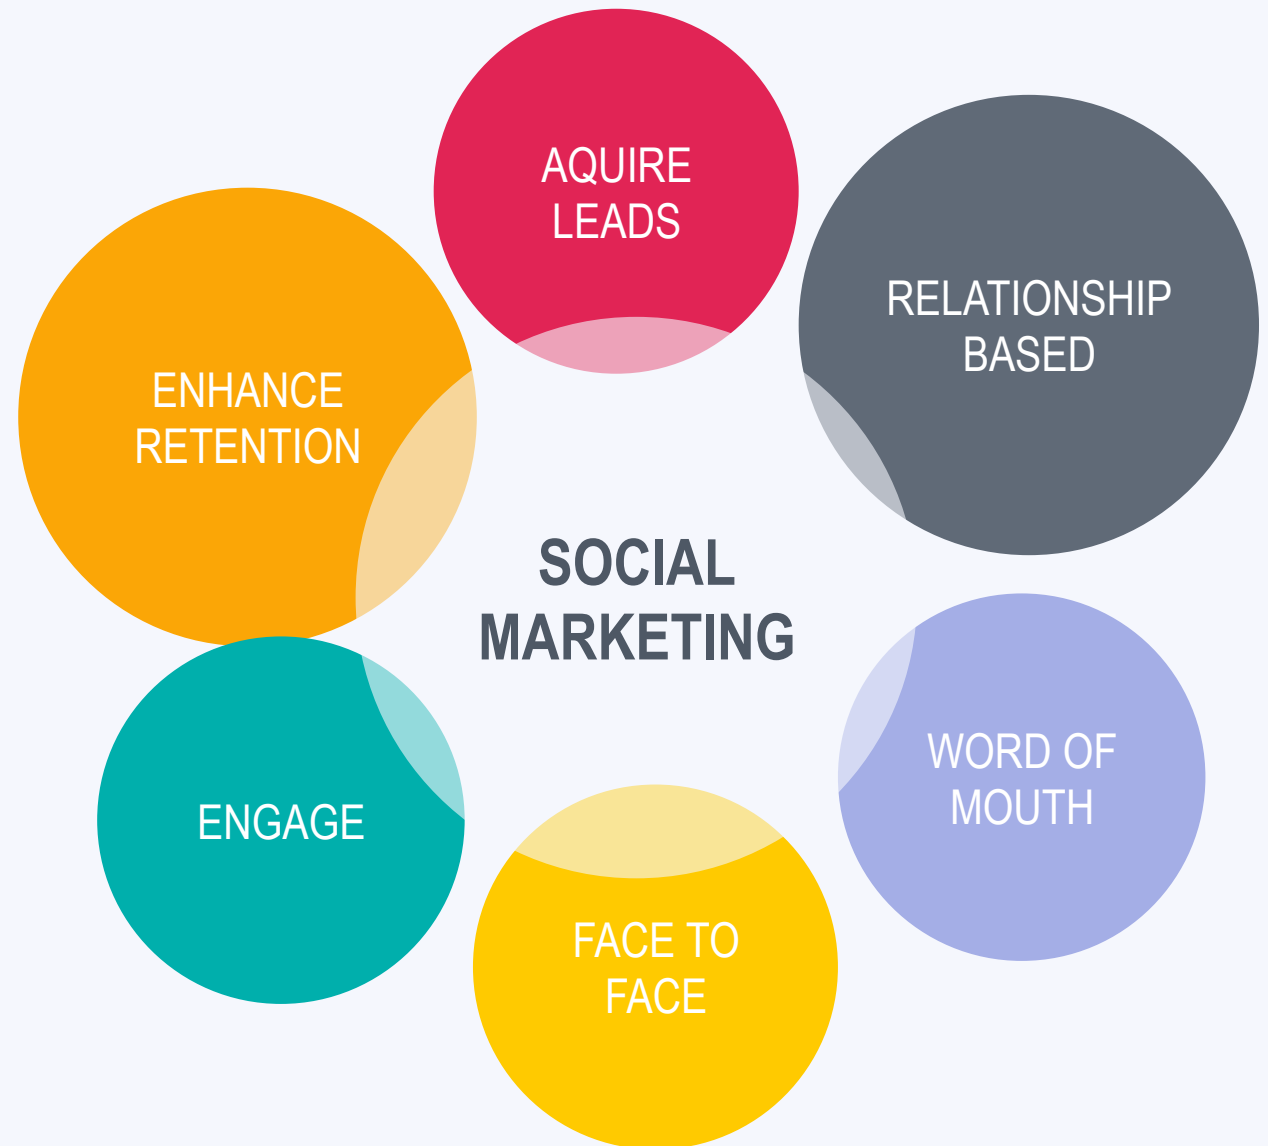 AQUIRE
LEADS
RELATIONSHIP
BASED
ENHANCE
RETENTION
SOCIAL
MARKETING
WORD OF
MOUTH
ENGAGE
FACE TO
FACE